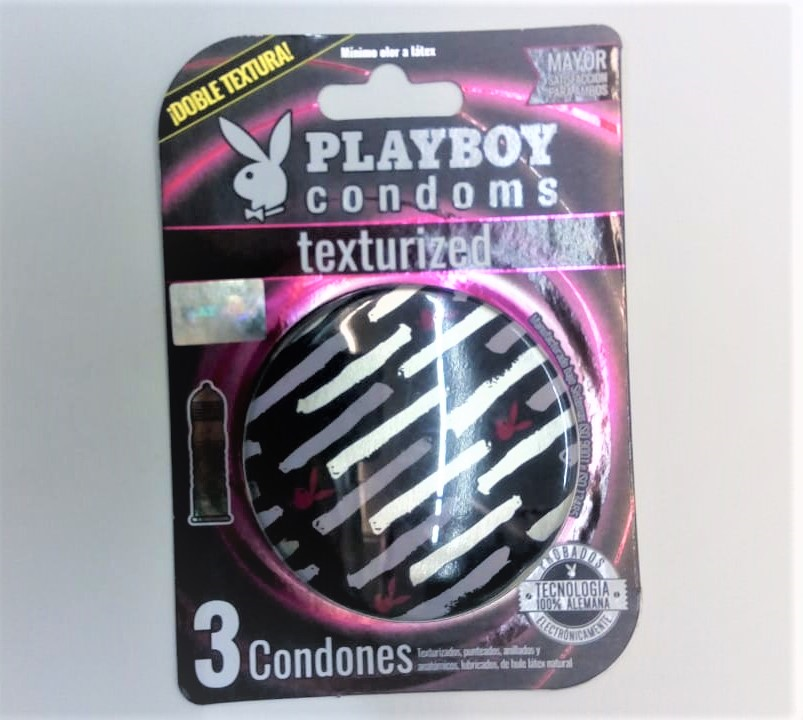 ¡DOBLE TEXTURA!
Mínimo olor a látex
MAYOR
SATISFACCIÓN
PARA AMBOS
PLAYBOY
condoms
texturized
PROBADOS
TECNOLOGÍA
100% ALEMANA
ELECTRÓNICAMENTE
3 Condones
Texturizados, punteados, anillados y
anatómicos, lubricados, de hule látex natural